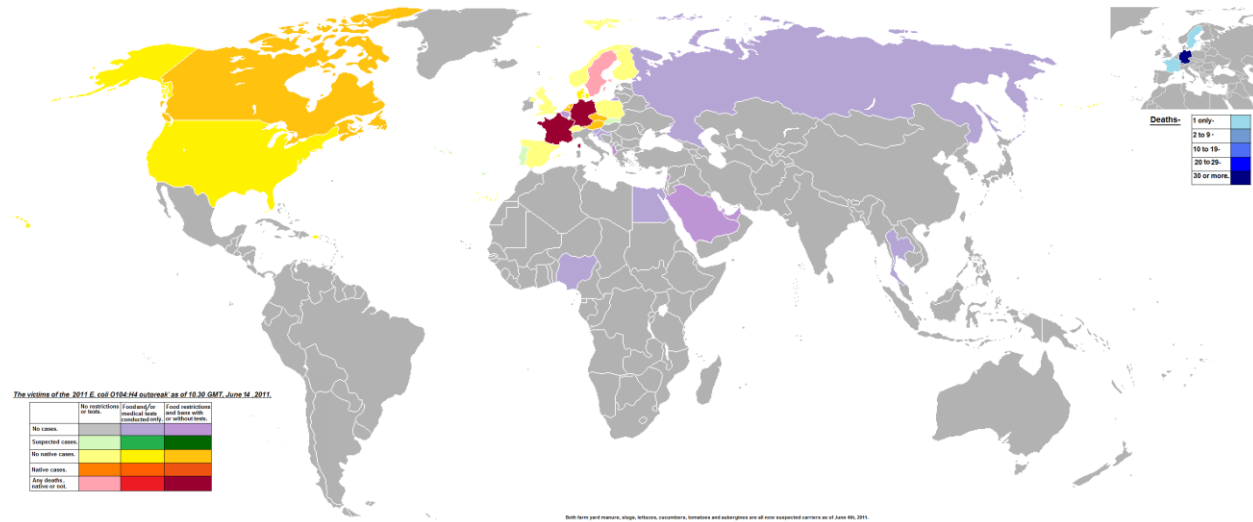 Deaths-
1 only-
2 to 9 -
10 to 19-
20 to 29-
30 or more.
The victims of the '2011 E. coli O104:H4 outreak' as of 10.30 GMT, June 14 ,2011.
No restrictions or tests.
Food and/or medical tests conducted only.
Food restrictions and bans with or without tests.
No cases.
Suspected cases.
No native cases.
Native cases.
Any deaths, native or not.
Both farm yard manure, slugs, lettuces, cucumbers, tomatoes and aubergines are all now suspected carriers as of June 4th, 2011.